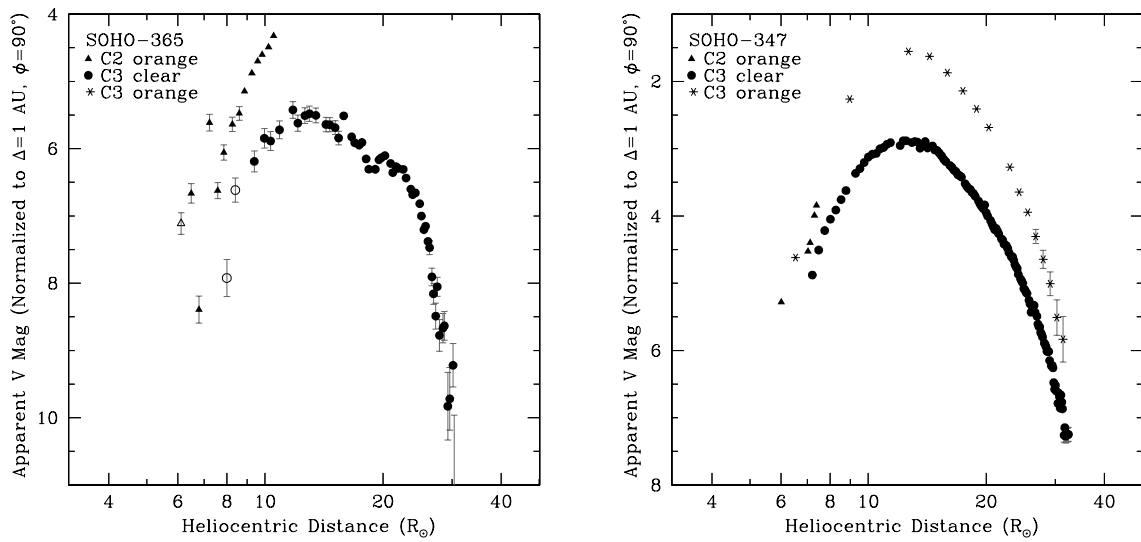 SOHO-365
C2 orange
C3 clear
4
6
8
10
4
6
8
10
20
40
Heliocentric Distance (R☉)
Apparent V Mag (Normalized to Δ=1 AU, ϕ=90°)
SOHO-347
C2 orange
C3 clear
C3 orange
2
4
6
8
4
6
8
10
20
40
Heliocentric Distance (R☉)
Apparent V Mag (Normalized to Δ=1 AU, ϕ=90°)